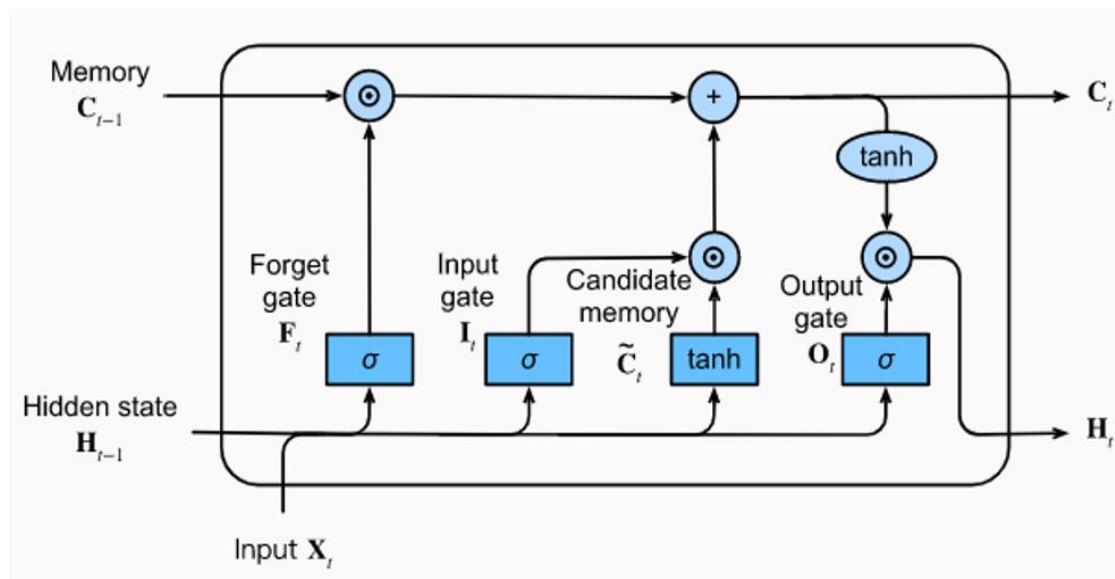 Memory
C_{t-1}
⊙
+
C_t
tanh
Forget
gate
F_t
Input
gate
I_t
⊙
Candidate
memory
C̃_t
Output
gate
O_t
⊙
σ
σ
tanh
σ
Hidden state
H_{t-1}
H_t
Input X_t